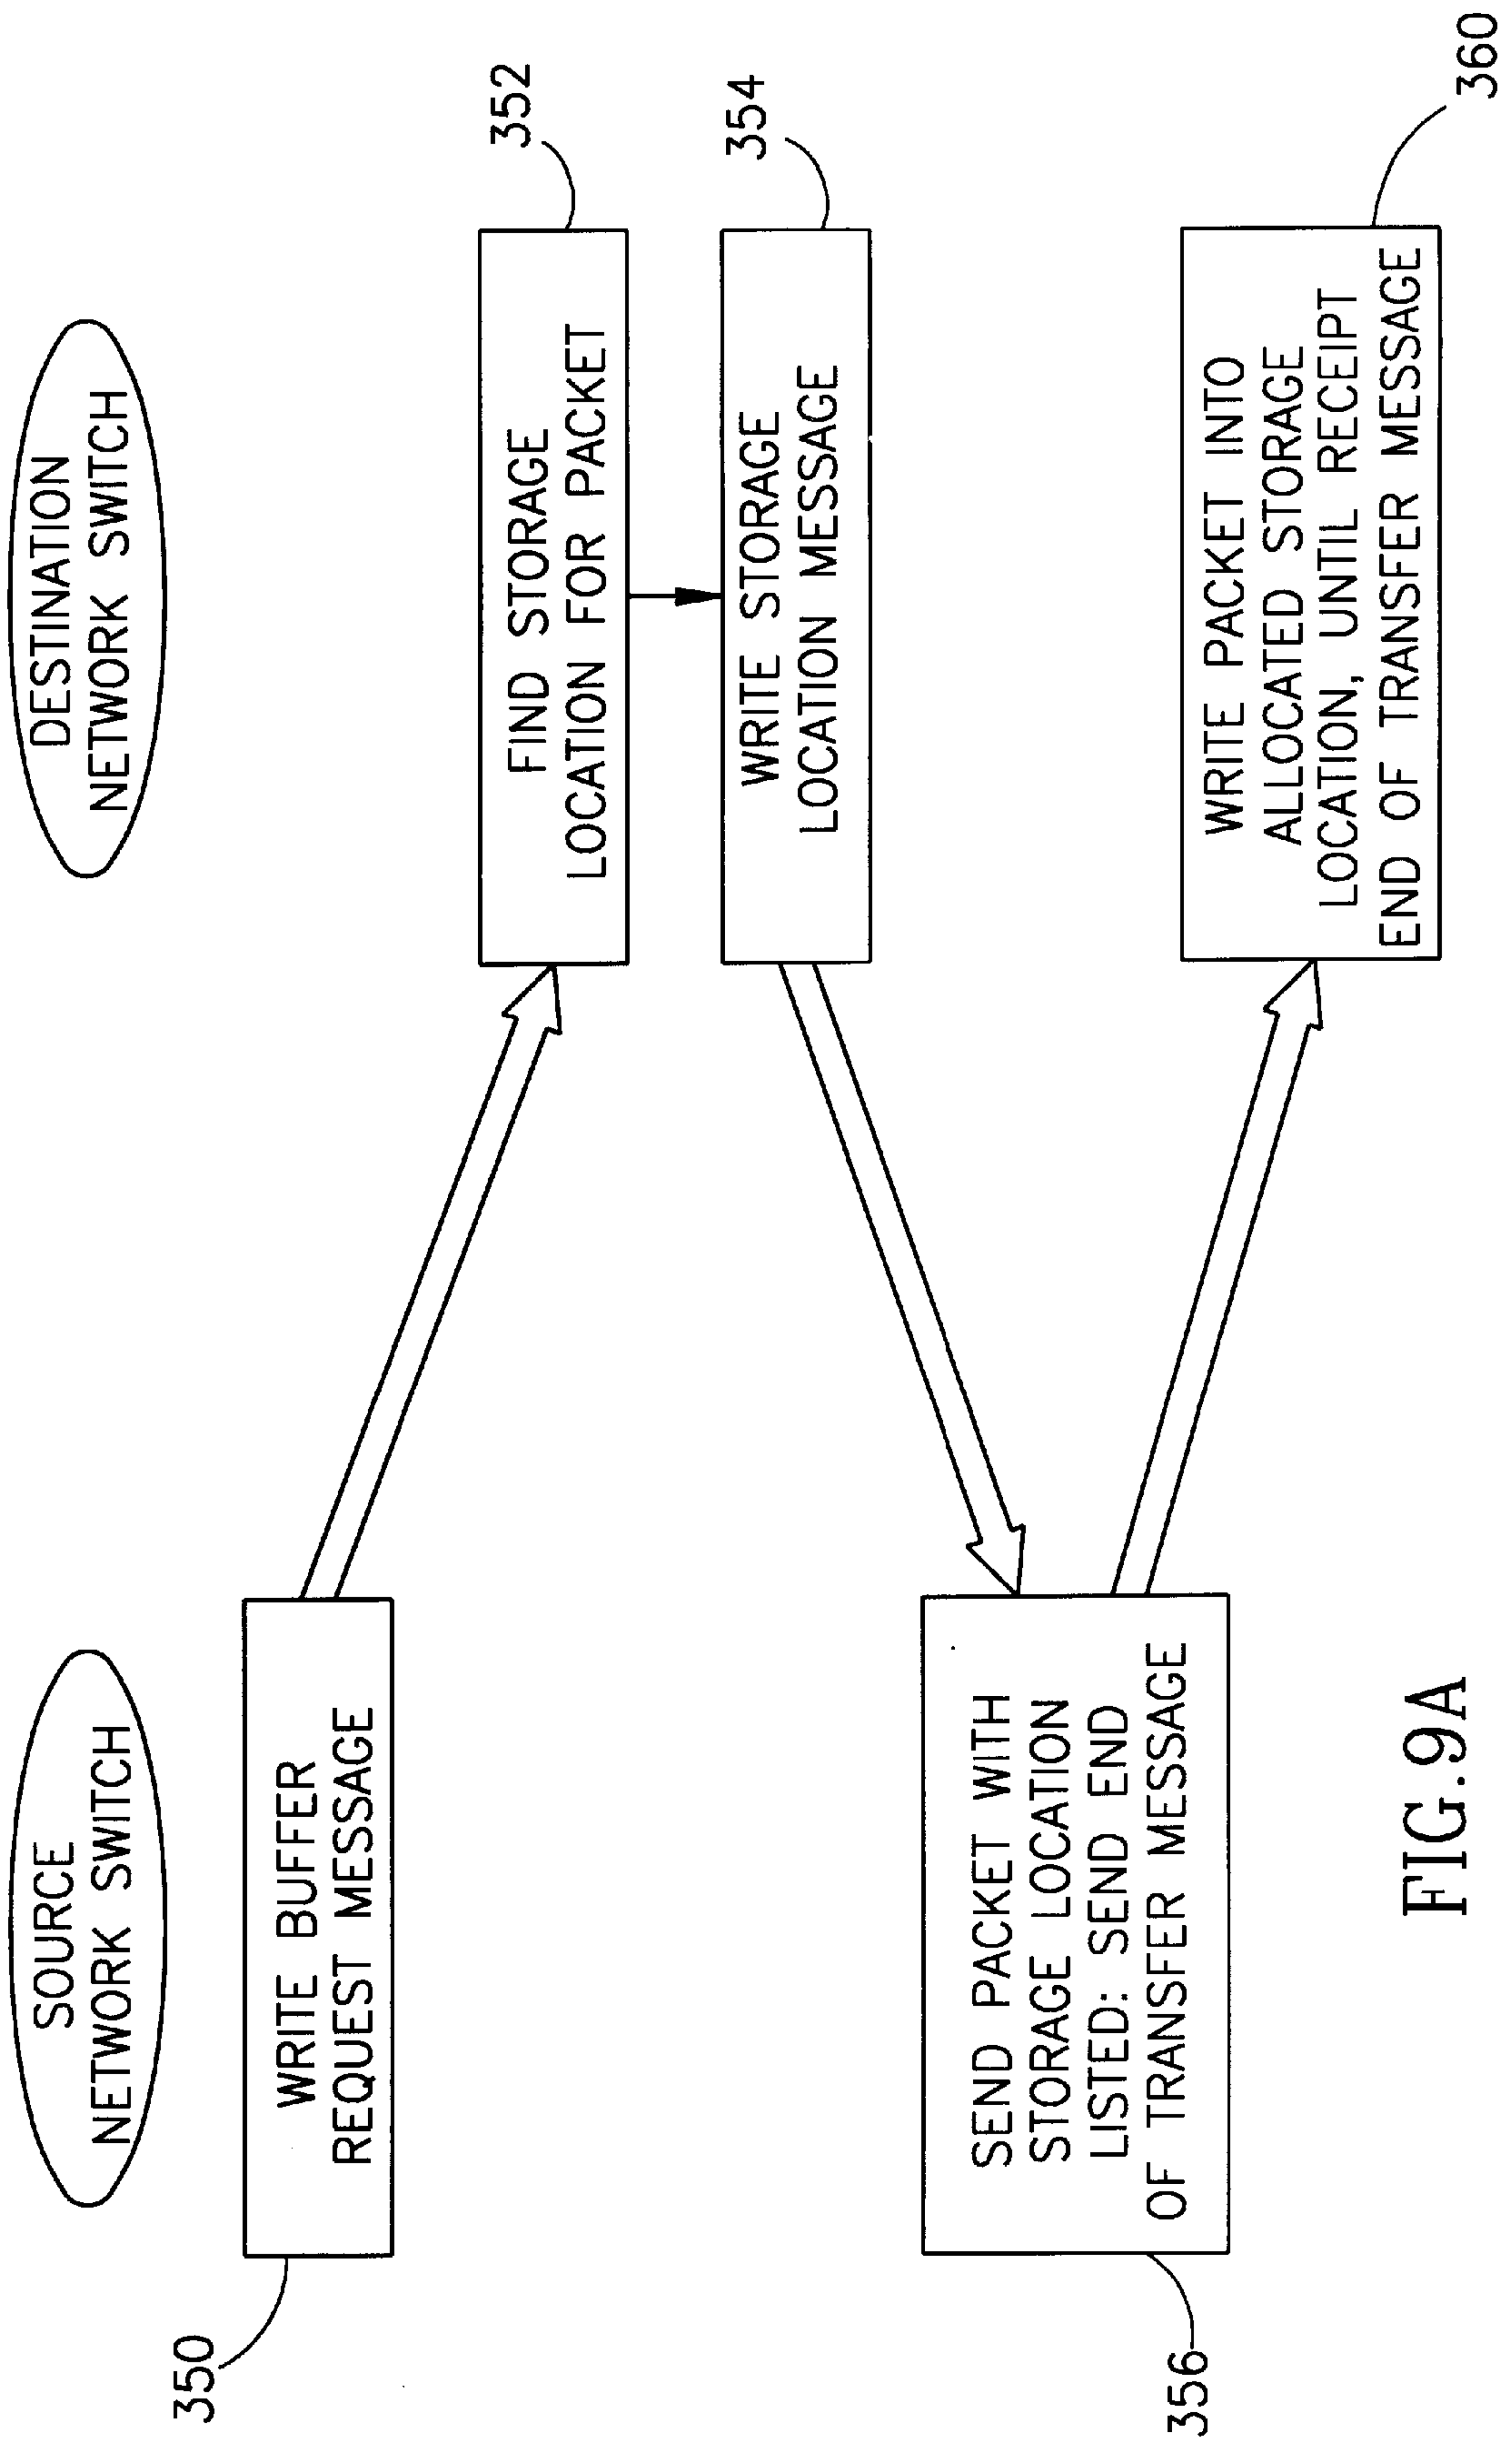 SOURCE
NETWORK SWITCH
DESTINATION
NETWORK SWITCH
350
WRITE BUFFER
REQUEST MESSAGE
352
FIND STORAGE
LOCATION FOR PACKET
354
WRITE STORAGE
LOCATION MESSAGE
356
SEND PACKET WITH
STORAGE LOCATION
LISTED: SEND END
OF TRANSFER MESSAGE
360
WRITE PACKET INTO
ALLOCATED STORAGE
LOCATION, UNTIL RECEIPT
END OF TRANSFER MESSAGE
FIG.9A